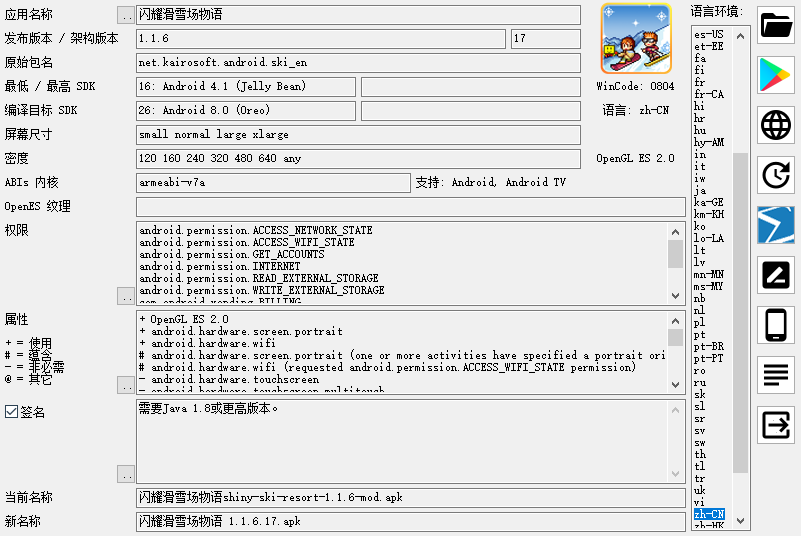 应用名称
..
闪耀滑雪场物语
语言环境:
发布版本 / 架构版本
1.1.6
17
原始包名
net.kairosoft.android.ski_en
最低 / 最高 SDK
16: Android 4.1 (Jelly Bean)
WinCode: 0804
编译目标 SDK
26: Android 8.0 (Oreo)
语言: zh-CN
屏幕尺寸
small normal large xlarge
密度
120 160 240 320 480 640 any
OpenGL ES 2.0
ABIs 内核
armeabi-v7a
支持: Android, Android TV
OpenES 纹理
权限
android.permission.ACCESS_NETWORK_STATE
android.permission.ACCESS_WIFI_STATE
android.permission.GET_ACCOUNTS
android.permission.INTERNET
android.permission.READ_EXTERNAL_STORAGE
android.permission.WRITE_EXTERNAL_STORAGE
com.android.vending.BILLING
..
属性
+ = 使用
# = 蕴含
- = 非必需
@ = 其它
+ OpenGL ES 2.0
+ android.hardware.screen.portrait
+ android.hardware.wifi
# android.hardware.screen.portrait (one or more activities have specified a portrait ori
# android.hardware.wifi (requested android.permission.ACCESS_WIFI_STATE permission)
- android.hardware.touchscreen
- android.hardware.touchscreen.multitouch
..
签名
需要Java 1.8或更高版本。
..
当前名称
闪耀滑雪场物语shiny-ski-resort-1.1.6-mod.apk
新名称
闪耀滑雪场物语 1.1.6.17.apk
es-US
et-EE
fa
fi
fr
fr-CA
hi
hr
hu
hy-AM
in
it
iw
ja
ka-GE
km-KH
ko
lo-LA
lt
lv
mn-MN
ms-MY
nb
nl
pl
pt
pt-BR
pt-PT
ro
ru
sk
sl
sr
sv
sw
th
tl
tr
uk
vi
zh-CN
zh-HK